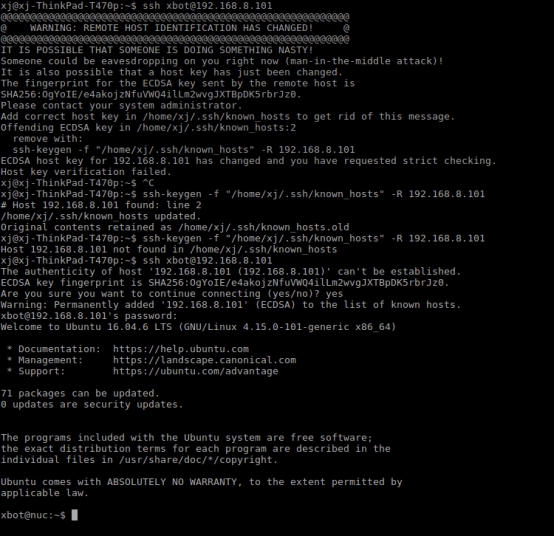 xj@xj-ThinkPad-T470p:~$ ssh xbot@192.168.8.101
@@@@@@@@@@@@@@@@@@@@@@@@@@@@@@@@@@@@@@@@@@@@@@@@@@@@@@@@@@@
@    WARNING: REMOTE HOST IDENTIFICATION HAS CHANGED!     @
@@@@@@@@@@@@@@@@@@@@@@@@@@@@@@@@@@@@@@@@@@@@@@@@@@@@@@@@@@@
IT IS POSSIBLE THAT SOMEONE IS DOING SOMETHING NASTY!
Someone could be eavesdropping on you right now (man-in-the-middle attack)!
It is also possible that a host key has just been changed.
The fingerprint for the ECDSA key sent by the remote host is
SHA256:OgYoIE/e4akojzNfuVWQ4ilLm2wvgJXTBpDK5rbrJz0.
Please contact your system administrator.
Add correct host key in /home/xj/.ssh/known_hosts to get rid of this message.
Offending ECDSA key in /home/xj/.ssh/known_hosts:2
  remove with:
  ssh-keygen -f "/home/xj/.ssh/known_hosts" -R 192.168.8.101
ECDSA host key for 192.168.8.101 has changed and you have requested strict checking.
Host key verification failed.
xj@xj-ThinkPad-T470p:~$ ^C
xj@xj-ThinkPad-T470p:~$ ssh-keygen -f "/home/xj/.ssh/known_hosts" -R 192.168.8.101
# Host 192.168.8.101 found: line 2
/home/xj/.ssh/known_hosts updated.
Original contents retained as /home/xj/.ssh/known_hosts.old
xj@xj-ThinkPad-T470p:~$ ssh-keygen -f "/home/xj/.ssh/known_hosts" -R 192.168.8.101
Host 192.168.8.101 not found in /home/xj/.ssh/known_hosts
xj@xj-ThinkPad-T470p:~$ ssh xbot@192.168.8.101
The authenticity of host '192.168.8.101 (192.168.8.101)' can't be established.
ECDSA key fingerprint is SHA256:OgYoIE/e4akojzNfuVWQ4ilLm2wvgJXTBpDK5rbrJz0.
Are you sure you want to continue connecting (yes/no)? yes
Warning: Permanently added '192.168.8.101' (ECDSA) to the list of known hosts.
xbot@192.168.8.101's password:
Welcome to Ubuntu 16.04.6 LTS (GNU/Linux 4.15.0-101-generic x86_64)

 * Documentation:  https://help.ubuntu.com
 * Management:     https://landscape.canonical.com
 * Support:        https://ubuntu.com/advantage

71 packages can be updated.
0 updates are security updates.


The programs included with the Ubuntu system are free software;
the exact distribution terms for each program are described in the
individual files in /usr/share/doc/*/copyright.

Ubuntu comes with ABSOLUTELY NO WARRANTY, to the extent permitted by
applicable law.

xbot@nuc:~$